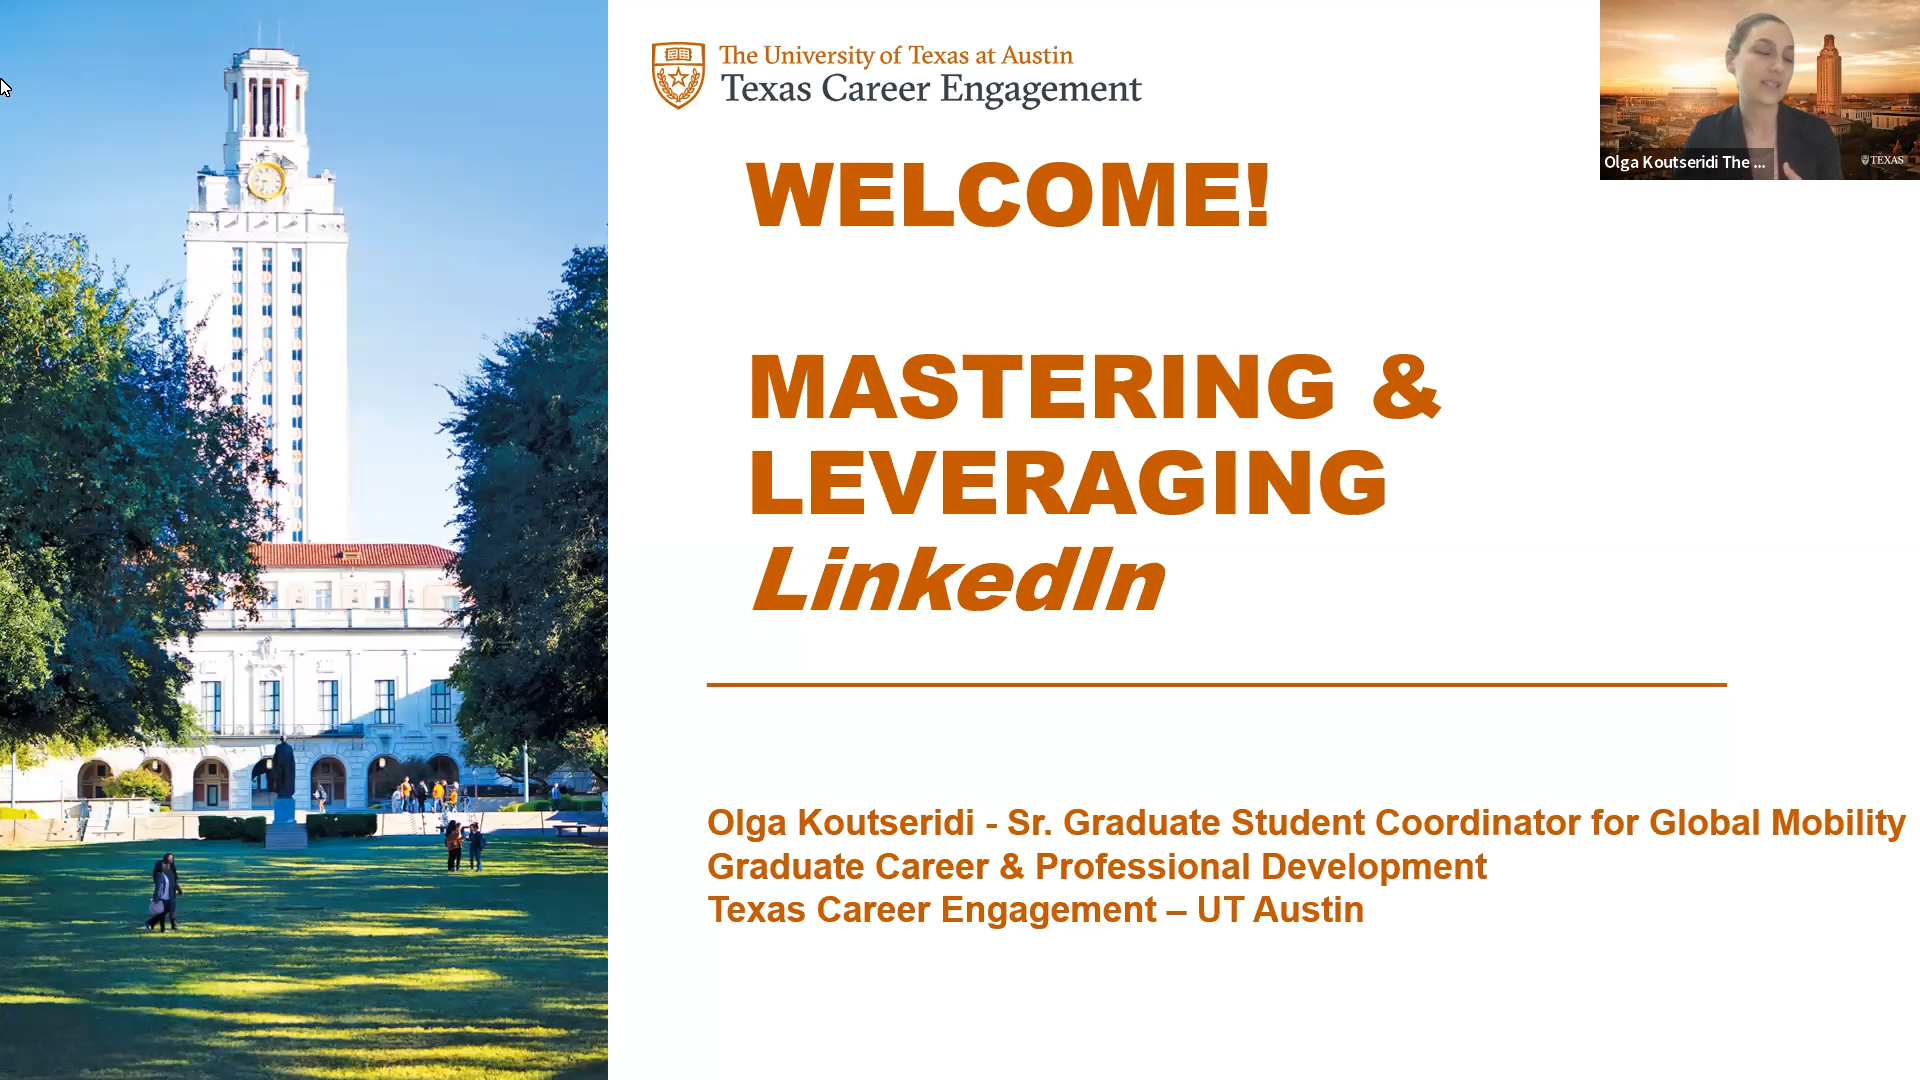 The University of Texas at Austin
Texas Career Engagement
WELCOME!
MASTERING &
LEVERAGING
LinkedIn
Olga Koutseridi - Sr. Graduate Student Coordinator for Global Mobility
Graduate Career & Professional Development
Texas Career Engagement – UT Austin
Olga Koutseridi The ...
TEXAS